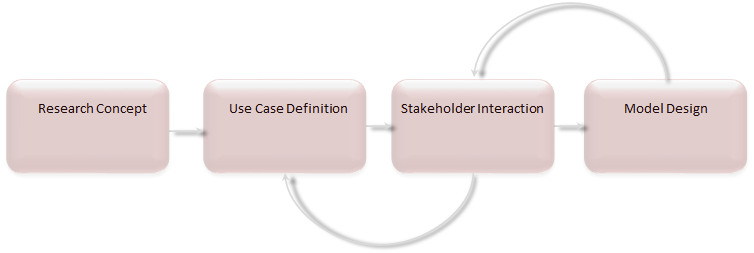 Research Concept
Use Case Definition
Stakeholder Interaction
Model Design